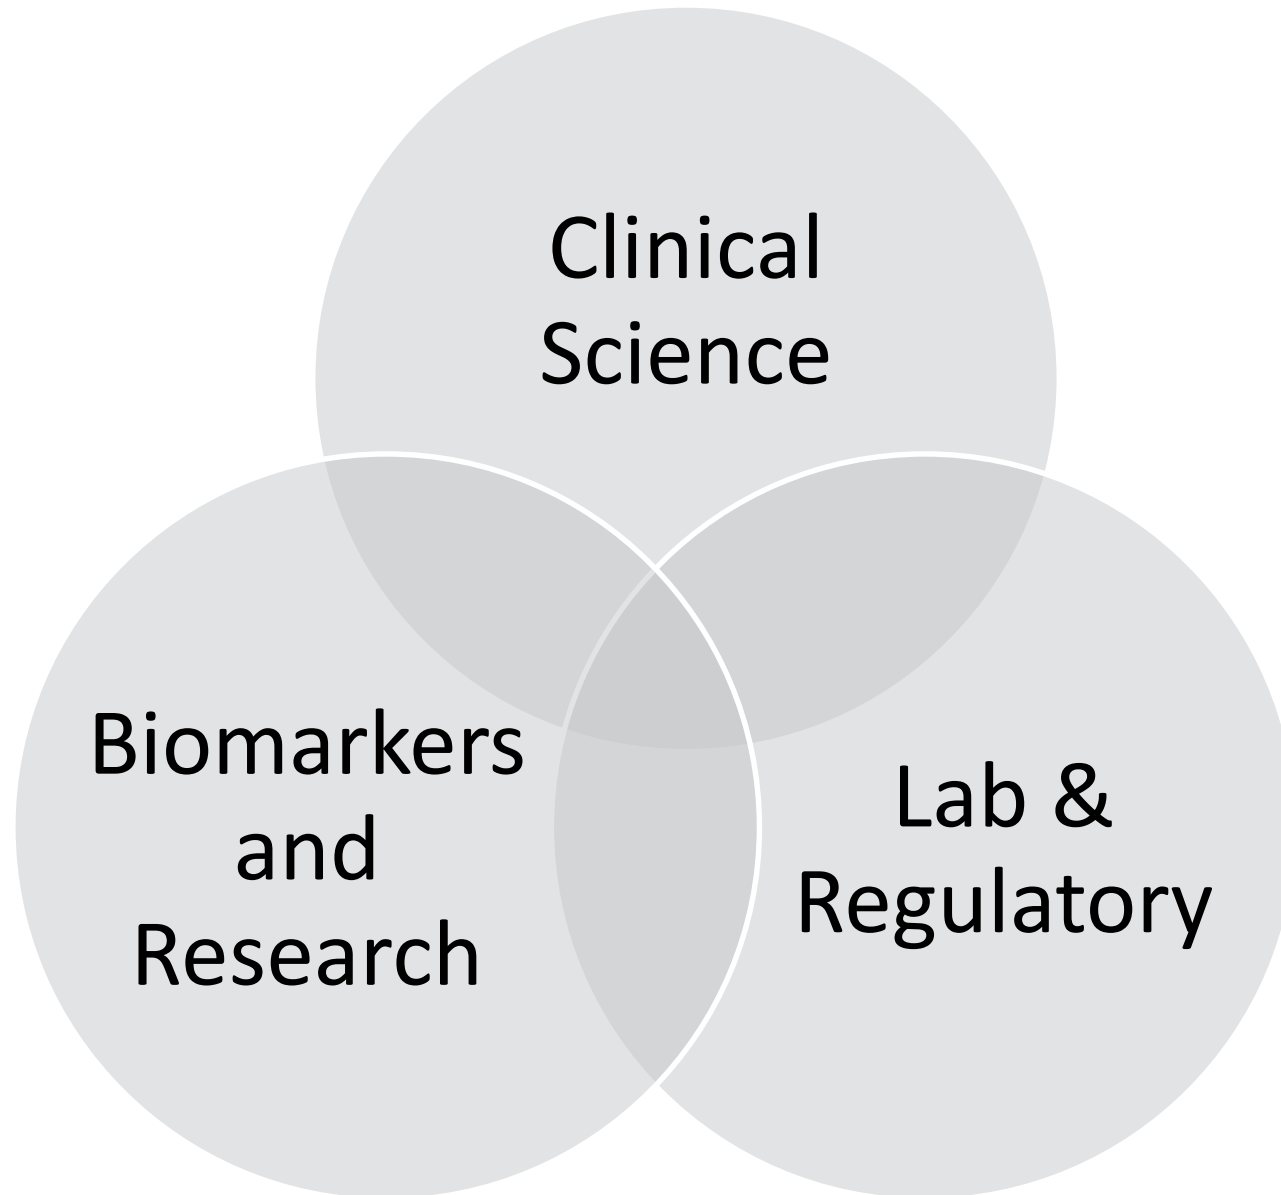 Clinical
Science
Biomarkers
and
Research
Lab &
Regulatory